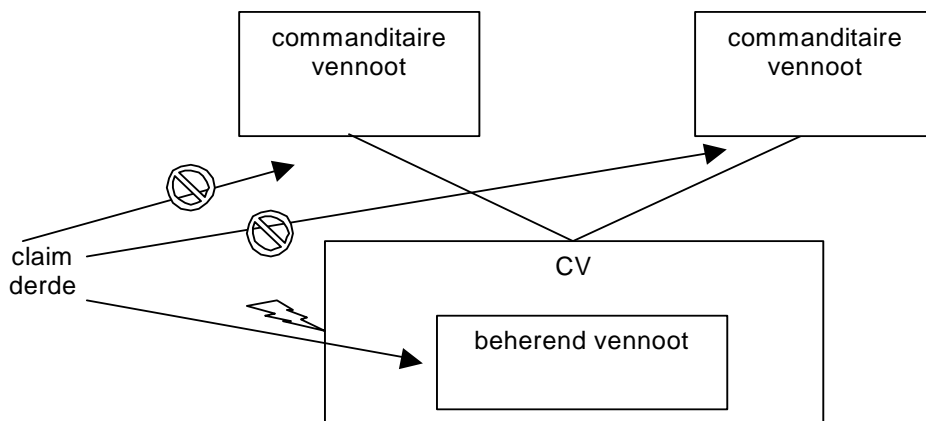 commanditaire
vennoot
commanditaire
vennoot
claim
derde
CV
beherend vennoot